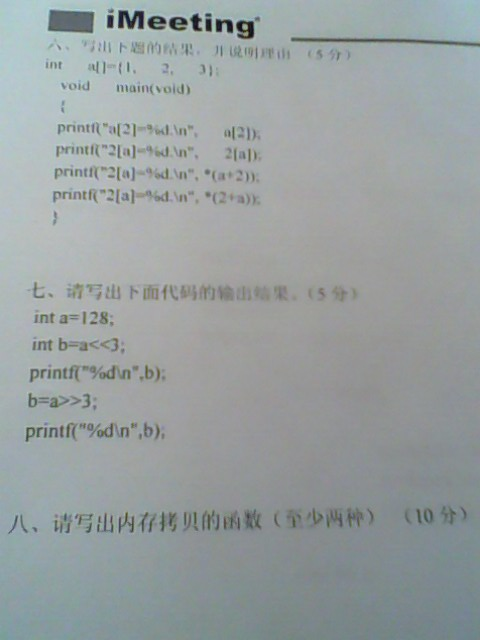 iMeeting
六、写出下题的结果，并说明理由 （5分）
int a[]={1, 2, 3};
void main(void)
{
printf("a[2]=%d.\n", a[2]);
printf("2[a]=%d.\n", 2[a]);
printf("2[a]=%d.\n", *(a+2));
printf("2[a]=%d.\n", *(2+a));
}
七、请写出下面代码的输出结果。（5分）
int a=128;
int b=a<<3;
printf("%d\n",b);
b=a>>3;
printf("%d\n",b);
八、请写出内存拷贝的函数（至少两种） （10分）